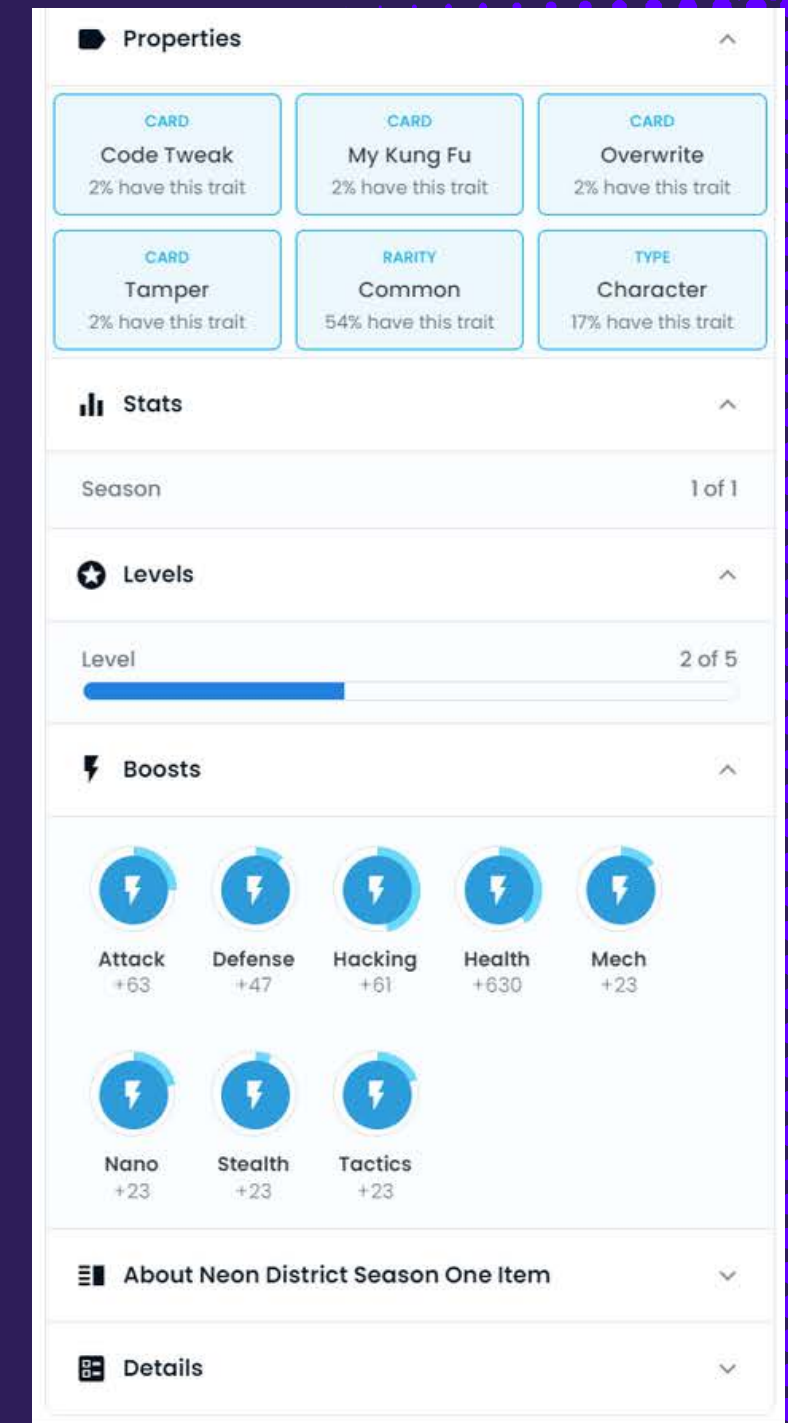 Properties
CARD
Code Tweak
2% have this trait
CARD
My Kung Fu
2% have this trait
CARD
Overwrite
2% have this trait
CARD
Tamper
2% have this trait
RARITY
Common
54% have this trait
TYPE
Character
17% have this trait
Stats
Season 1 of 1
Levels
Level 2 of 5
Boosts
Attack
+63
Defense
+47
Hacking
+61
Health
+630
Mech
+23
Nano
+23
Stealth
+23
Tactics
+23
About Neon District Season One Item
Details